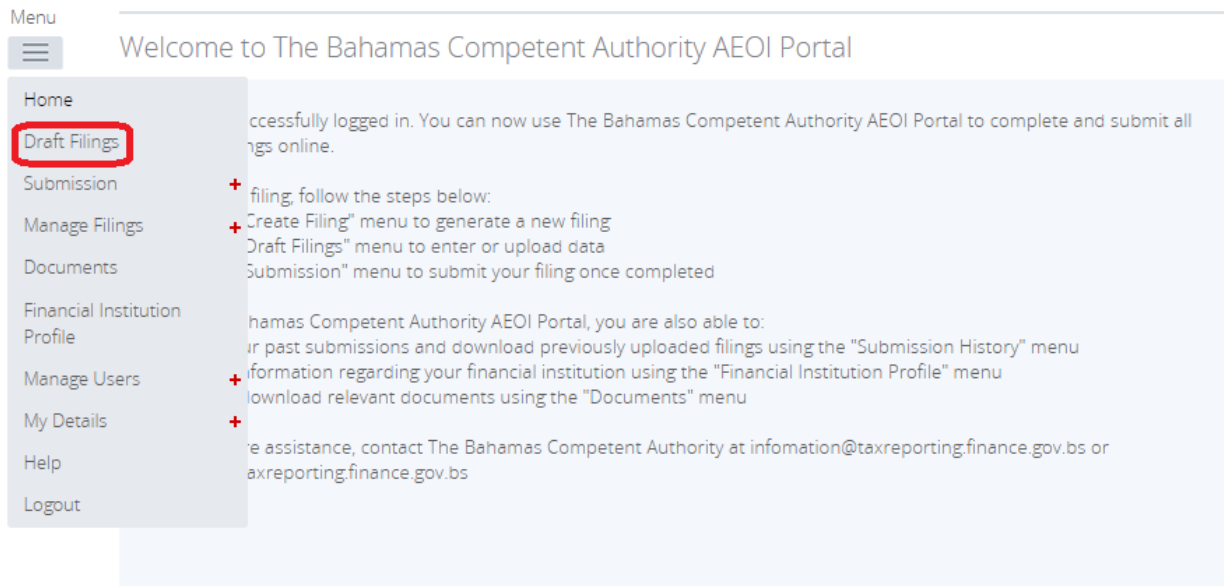 Menu
Welcome to The Bahamas Competent Authority AEOI Portal
Home
Draft Filings
Submission
Manage Filings
Documents
Financial Institution
Profile
Manage Users
My Details
Help
Logout
logged in. You can now use The Bahamas Competent Authority AEOI Portal to complete and submit all
online.
filing, follow the steps below:
Create Filing" menu to generate a new filing
Draft Filings" menu to enter or upload data
Submission" menu to submit your filing once completed
Competent Authority AEOI Portal, you are also able to:
past submissions and download previously uploaded filings using the "Submission History" menu
regarding your financial institution using the "Financial Institution Profile" menu
download relevant documents using the "Documents" menu
assistance, contact The Bahamas Competent Authority at infomation@taxreporting.finance.gov.bs or
axreporting.finance.gov.bs